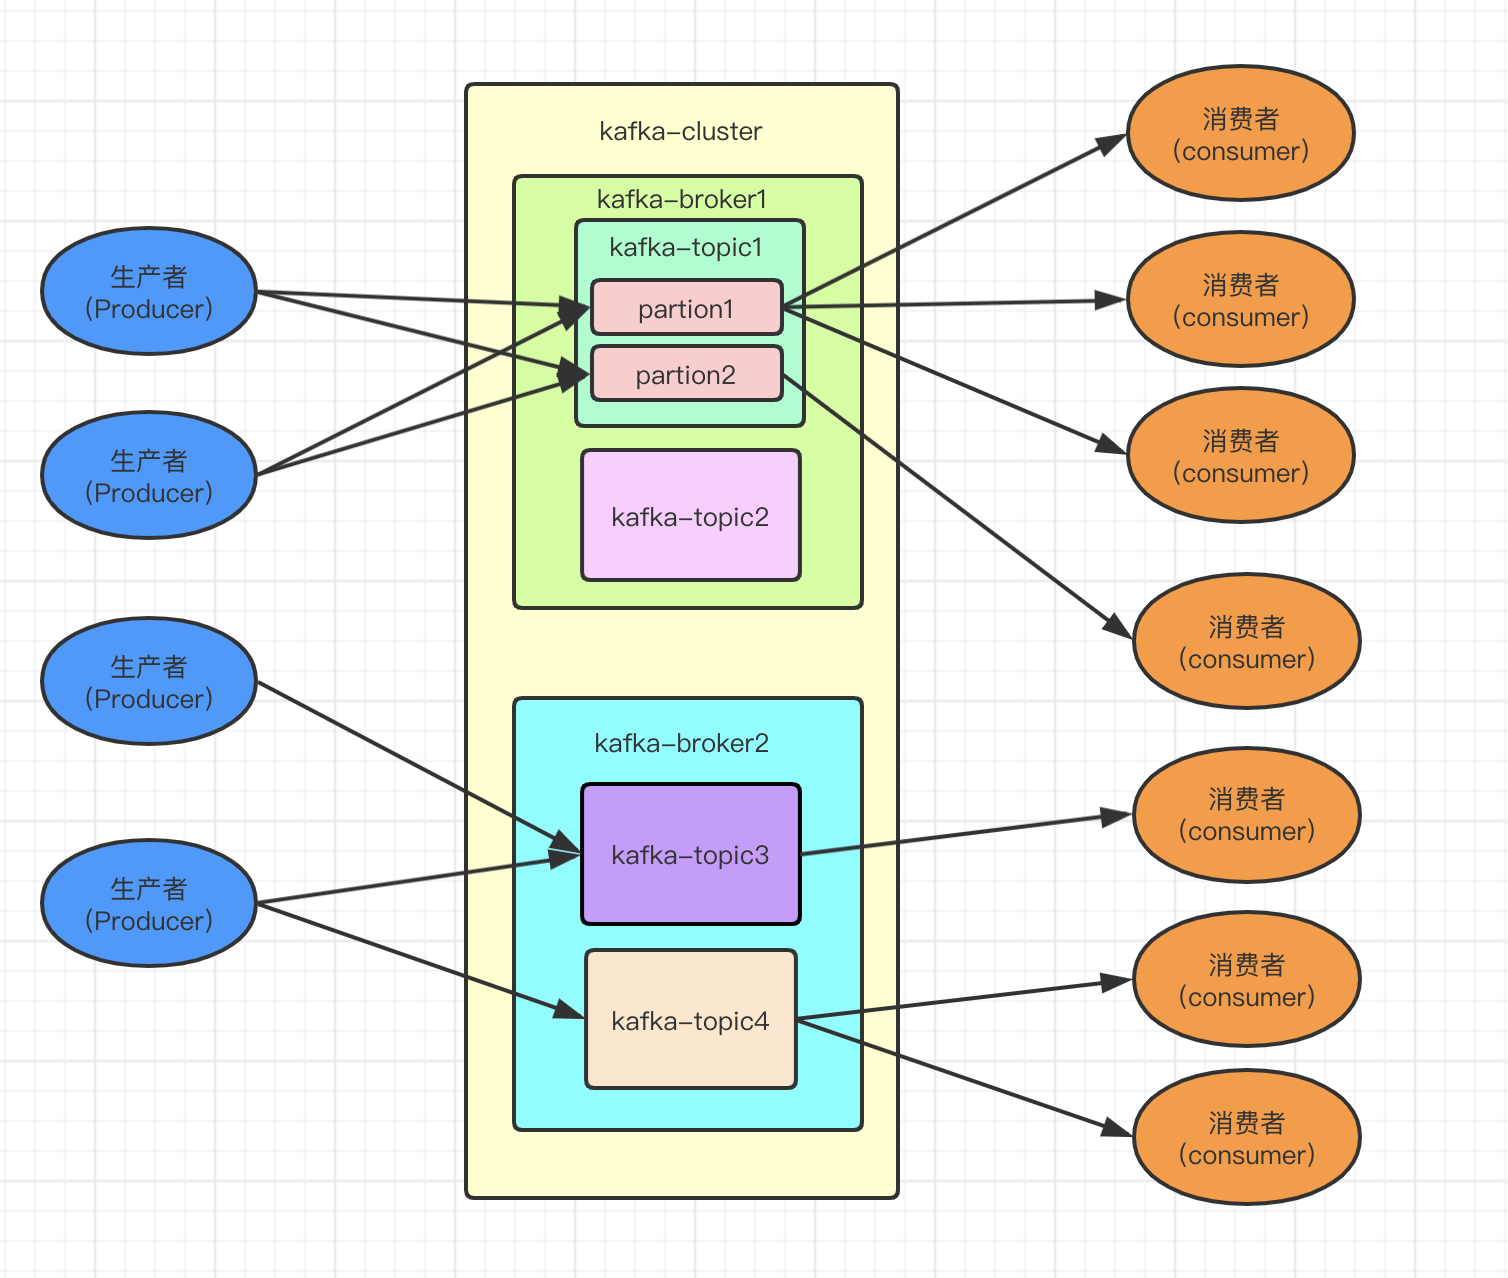 生产者
(Producer)
生产者
(Producer)
生产者
(Producer)
生产者
(Producer)
kafka-cluster
kafka-broker1
kafka-topic1
partion1
partion2
kafka-topic2
kafka-broker2
kafka-topic3
kafka-topic4
消费者
(consumer)
消费者
(consumer)
消费者
(consumer)
消费者
(consumer)
消费者
(consumer)
消费者
(consumer)
消费者
(consumer)